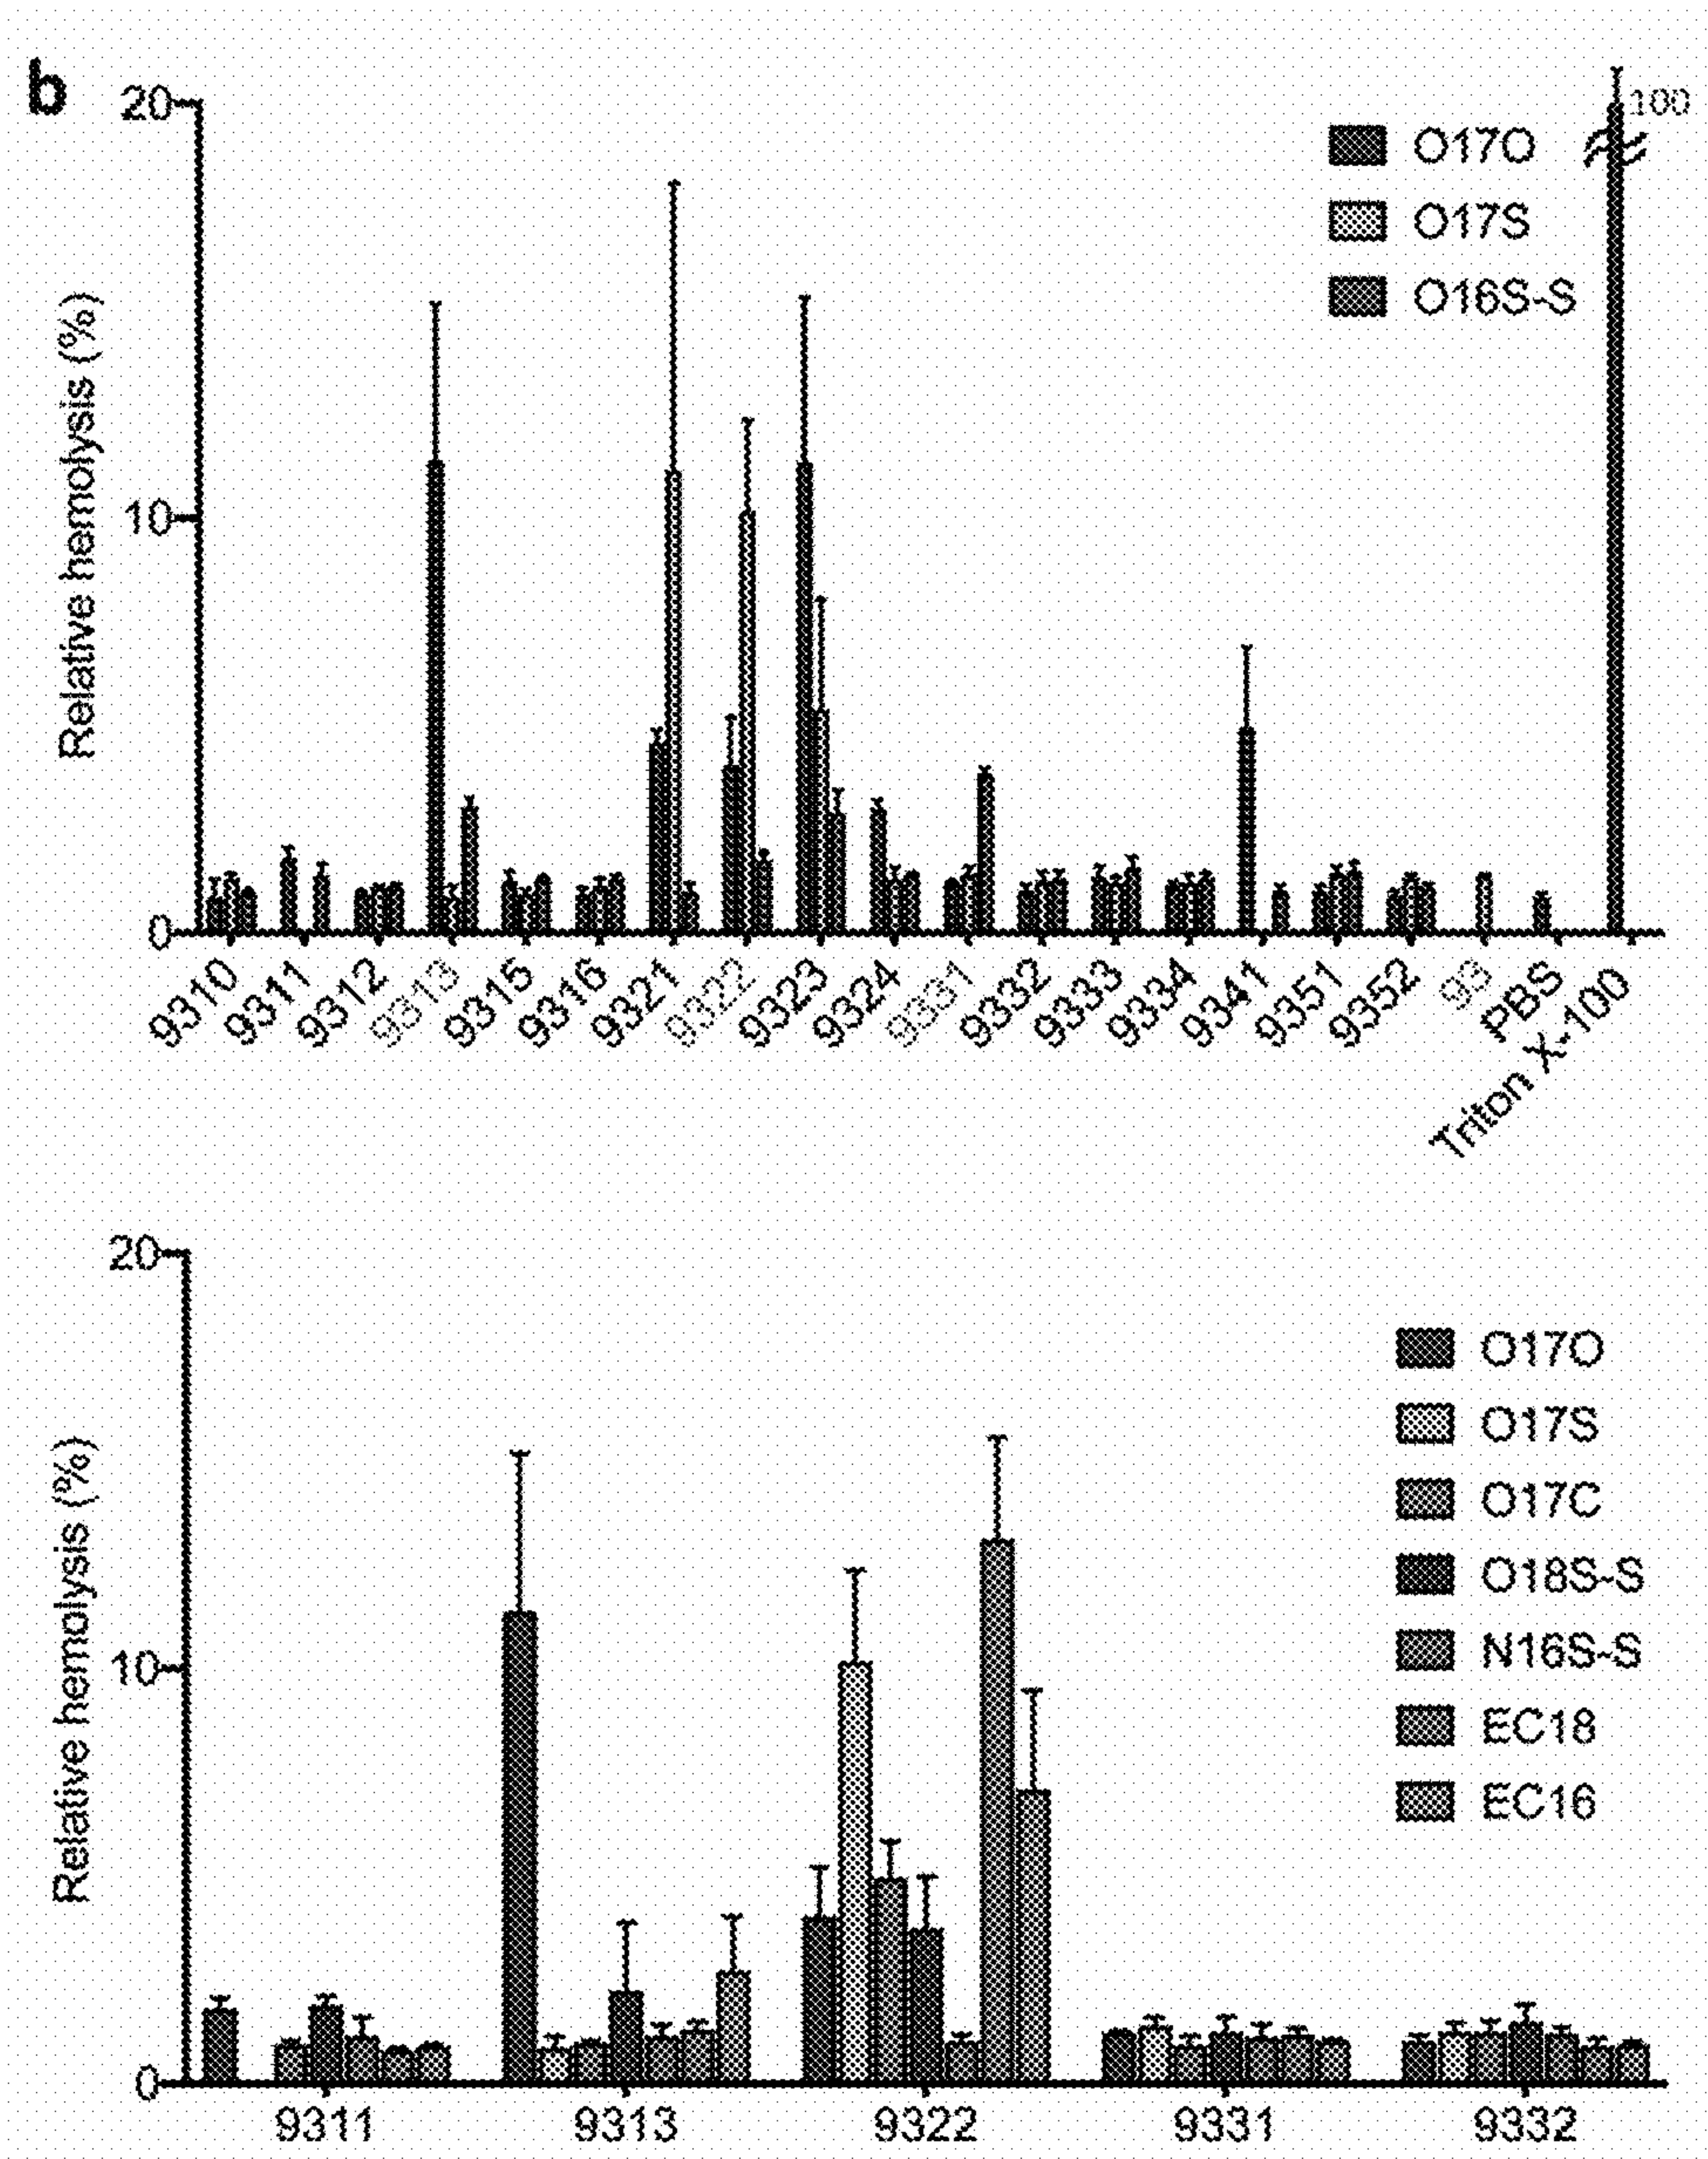 b
20
100
O17O
O17S
O16S-S
Relative hemolysis (%)
10
0
9310
9311
9312
9313
9315
9316
9321
9322
9323
9324
9331
9332
9333
9334
9341
9351
9352
93
PBS
Triton X-100
20
O17O
O17S
O17C
O18S-S
N16S-S
EC18
EC16
Relative hemolysis (%)
10
0
9311
9313
9322
9331
9332